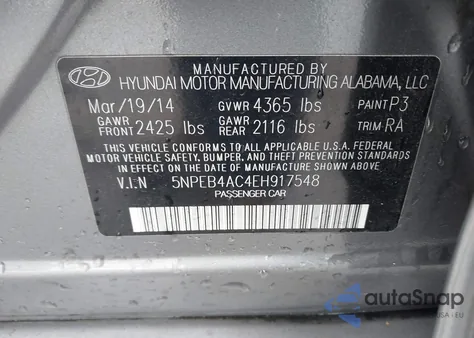 MANUFACTURED BY
HYUNDAI MOTOR MANUFACTURING ALABAMA, LLC
Mar/19/14 GVWR 4365 lbs PAINT P3
GAWR FRONT 2425 lbs GAWR REAR 2116 lbs TRIM RA
THIS VEHICLE CONFORMS TO ALL APPLICABLE U.S.A. FEDERAL
MOTOR VEHICLE SAFETY, BUMPER, AND THEFT PREVENTION STANDARDS
IN EFFECT ON THE DATE OF MANUFACTURE SHOWN ABOVE.
V.I.N 5NPEB4AC4EH917548
PASSENGER CAR
autoSnap
USA | EU